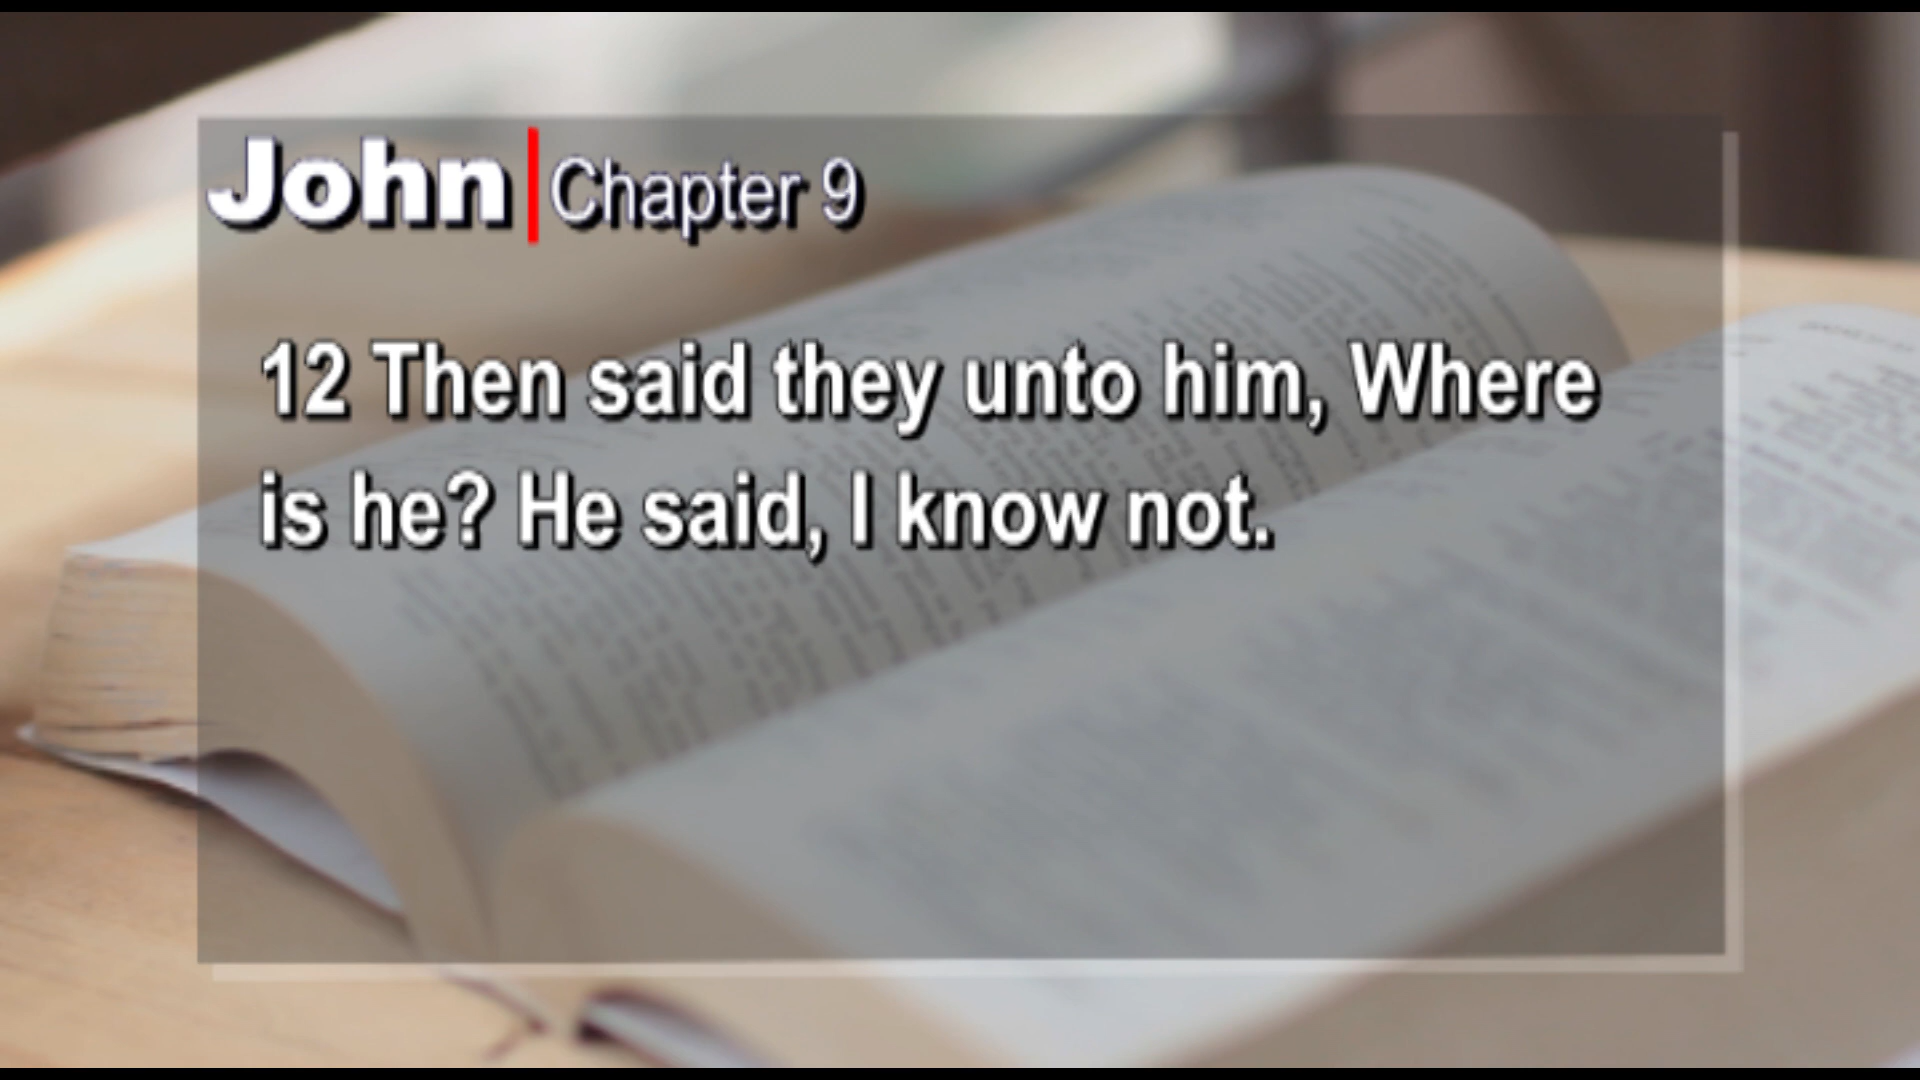 John | Chapter 9
12 Then said they unto him, Where
is he? He said, I know not.